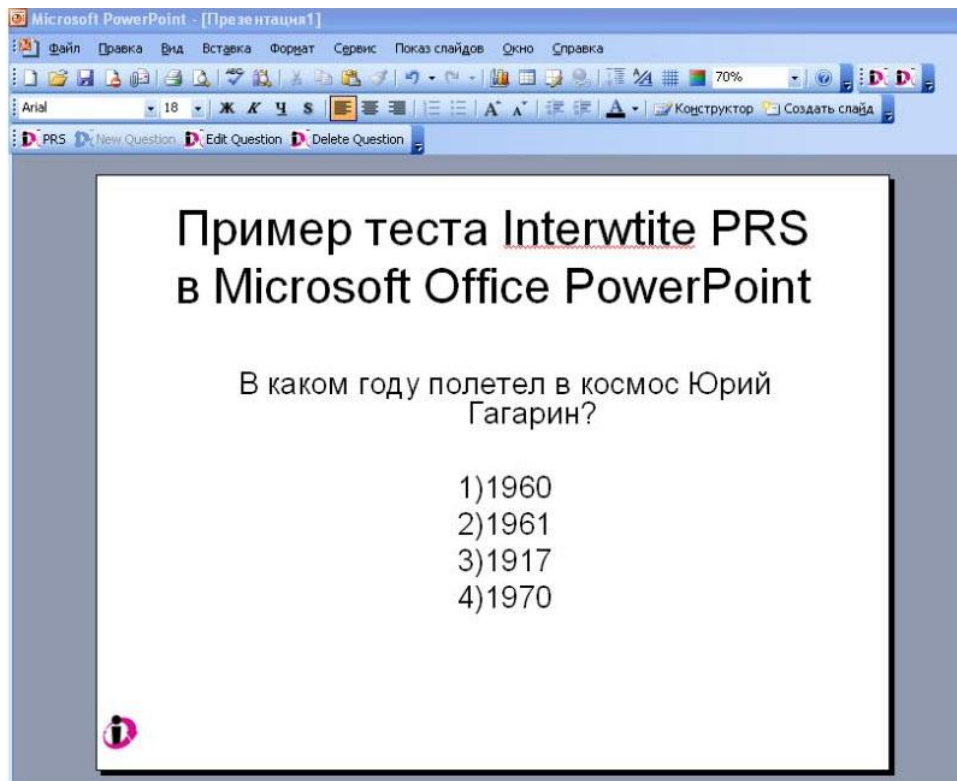 Microsoft PowerPoint - [Презентация1]
Файл Правка Вид Вставка Формат Сервис Показ слайдов Окно Справка
70%
Arial 18 Ж К Ч S А Конструктор Создать слайд
PRS New Question Edit Question Delete Question
Пример теста Interwtite PRS
в Microsoft Office PowerPoint
В каком году полетел в космос Юрий
Гагарин?
1)1960
2)1961
3)1917
4)1970